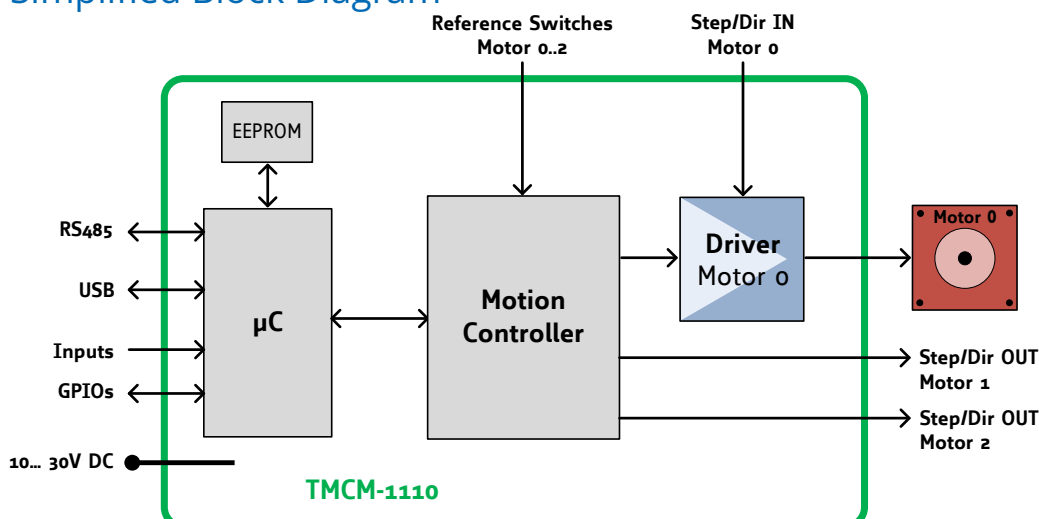 Simplified Block Diagram
Reference Switches
Motor 0..2
Step/Dir IN
Motor 0
EEPROM
RS485
USB
Inputs
GPIOs
10... 30V DC
µC
Motion
Controller
Driver
Motor 0
Motor 0
Step/Dir OUT
Motor 1
Step/Dir OUT
Motor 2
TMCM-1110